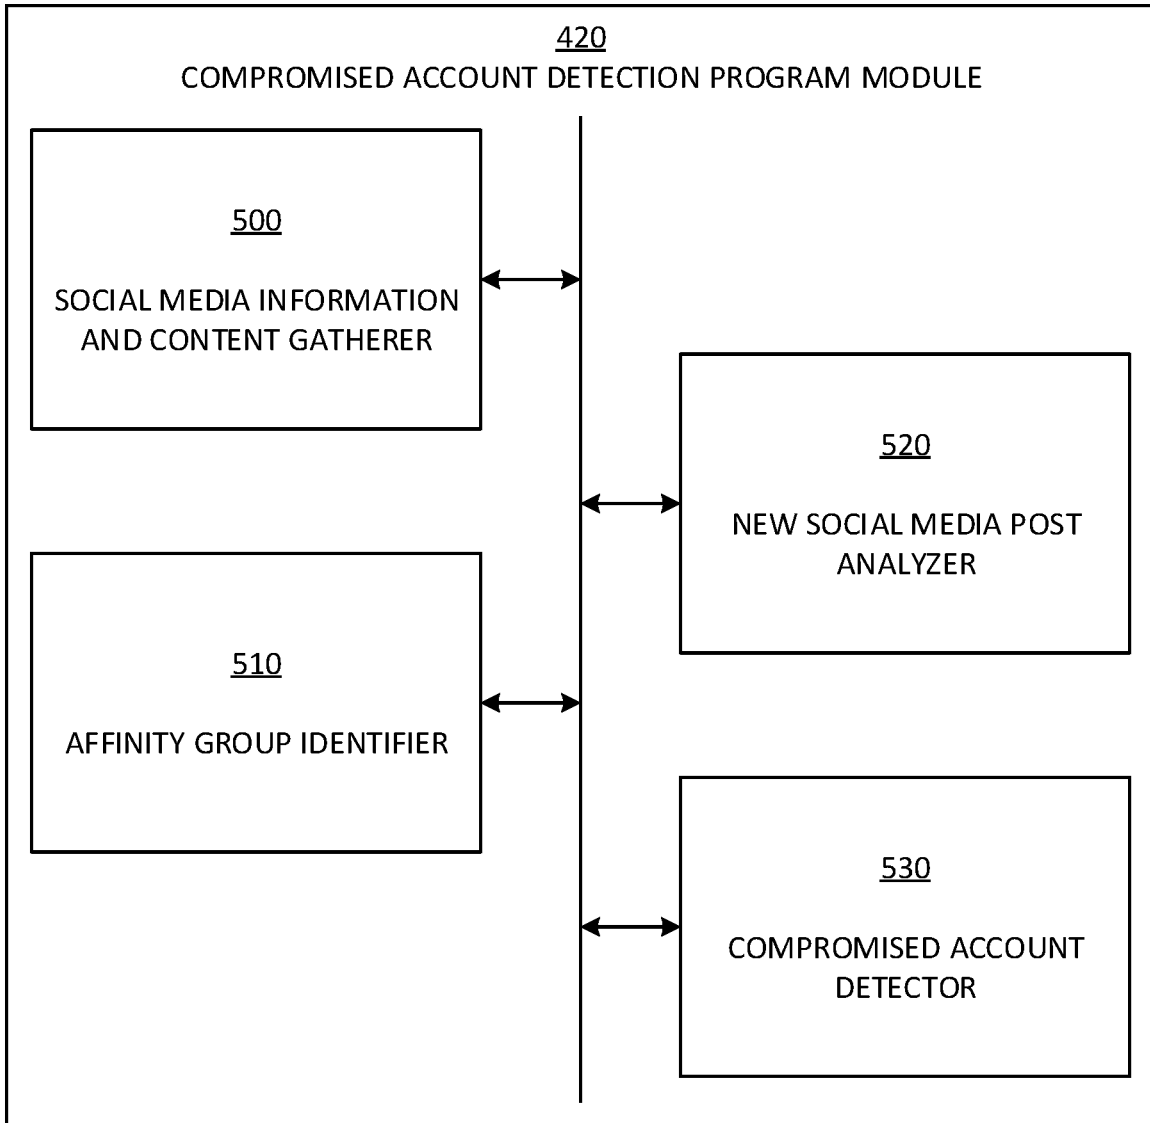 420
COMPROMISED ACCOUNT DETECTION PROGRAM MODULE
500
SOCIAL MEDIA INFORMATION
AND CONTENT GATHERER
520
NEW SOCIAL MEDIA POST
ANALYZER
510
AFFINITY GROUP IDENTIFIER
530
COMPROMISED ACCOUNT
DETECTOR